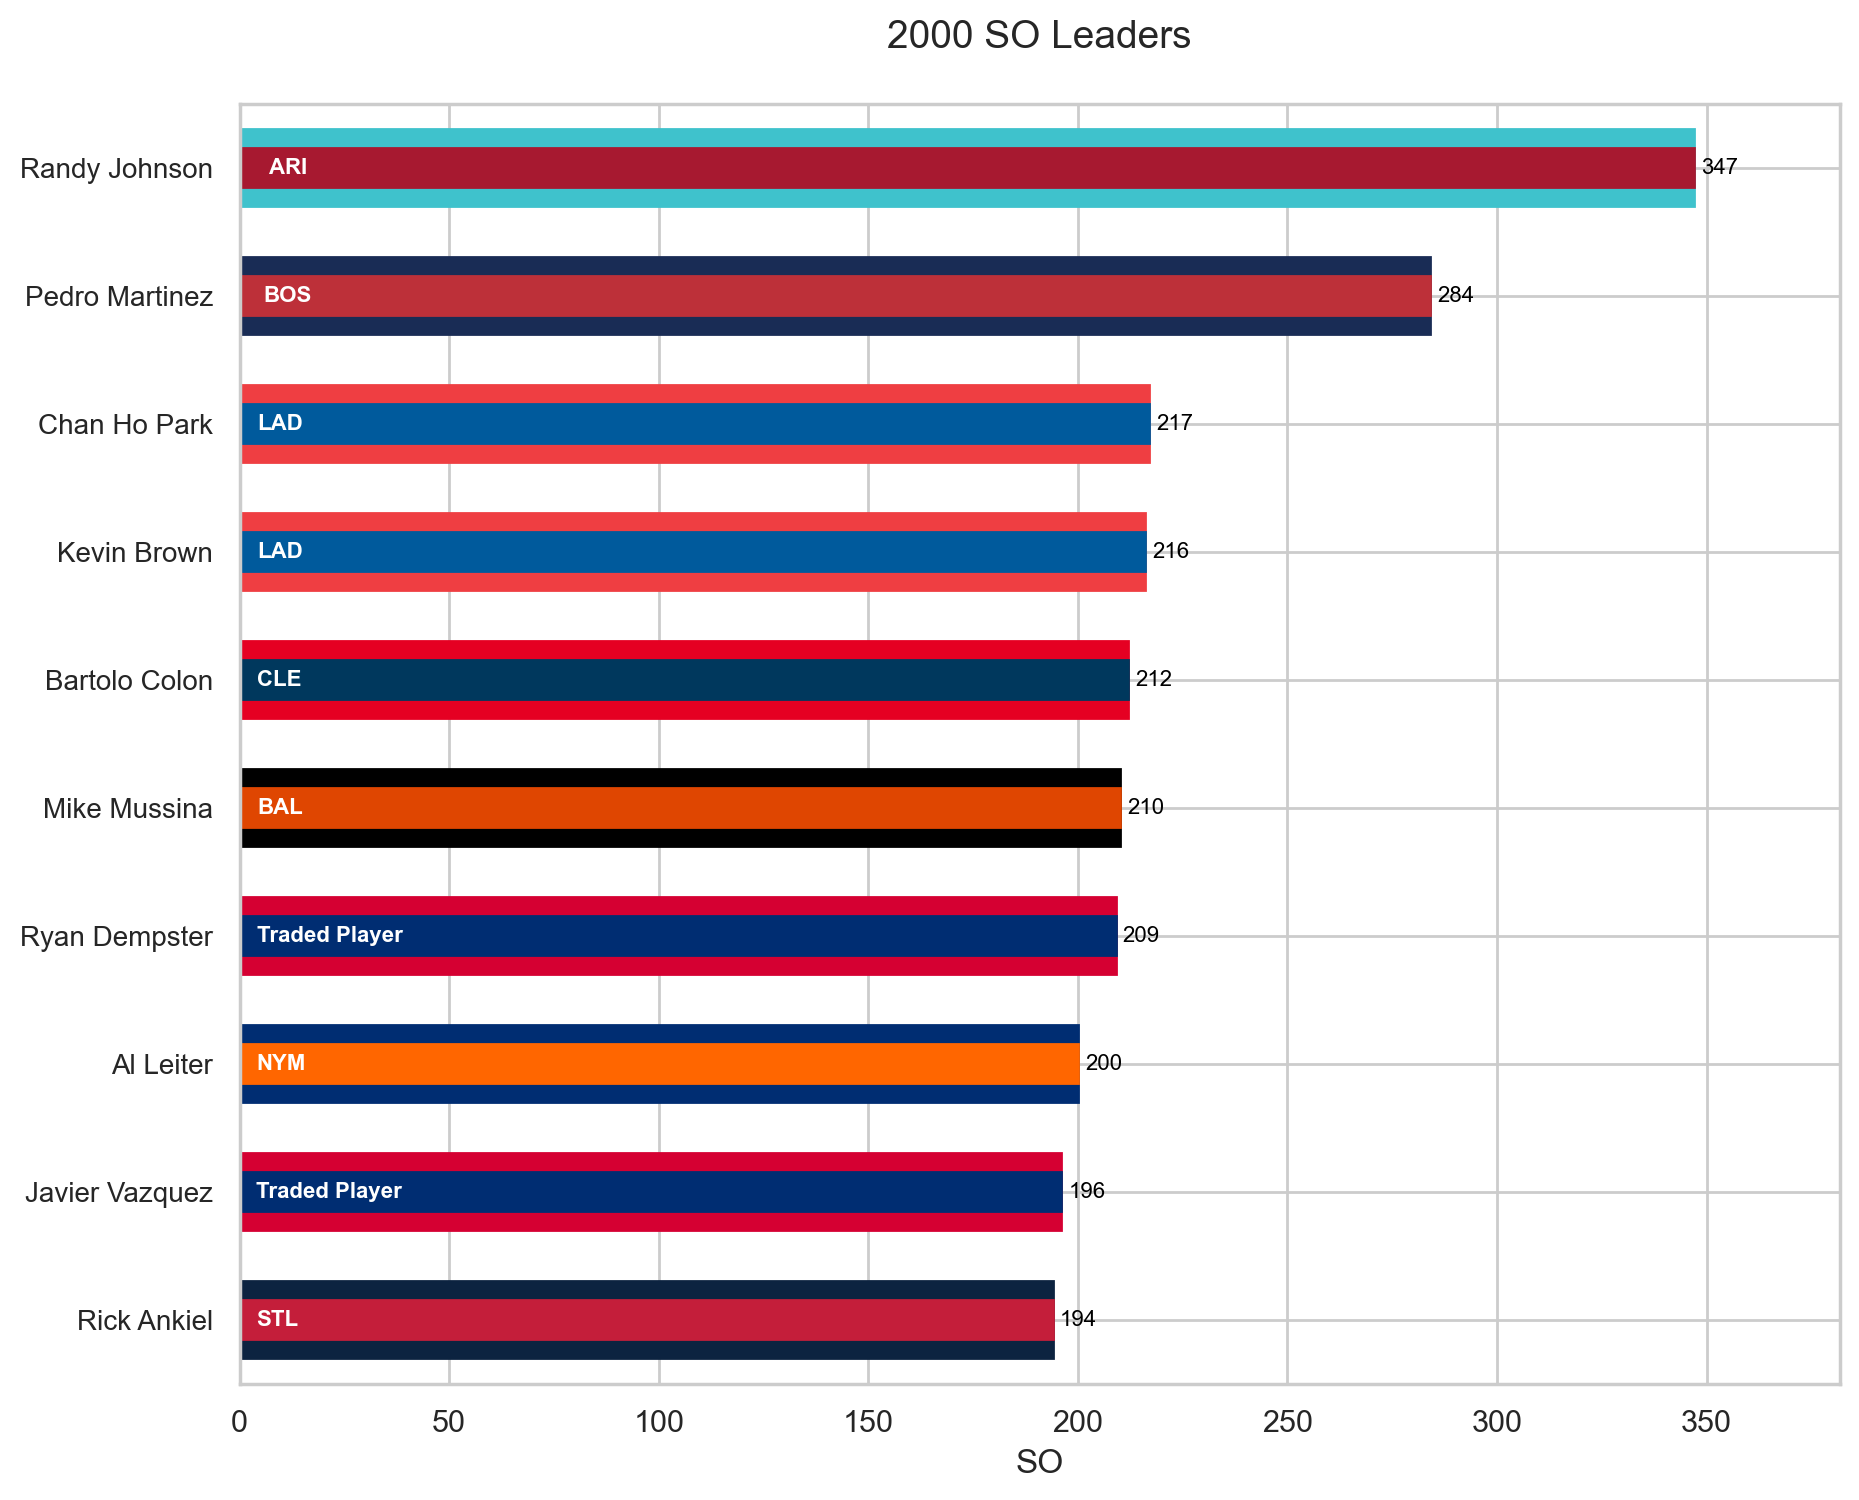 2000 SO Leaders
Randy Johnson ARI 347
Pedro Martinez BOS 284
Chan Ho Park LAD 217
Kevin Brown LAD 216
Bartolo Colon CLE 212
Mike Mussina BAL 210
Ryan Dempster Traded Player 209
Al Leiter NYM 200
Javier Vazquez Traded Player 196
Rick Ankiel STL 194
0 50 100 150 200 250 300 350
SO